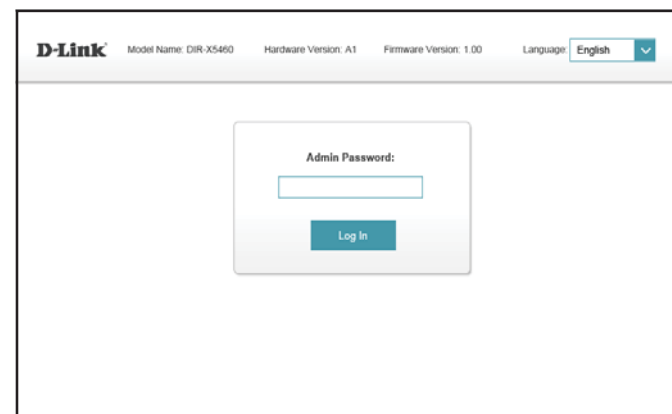 D-Link Model Name: DIR-X5460 Hardware Version: A1 Firmware Version: 1.00 Language: English
Admin Password:
Log In